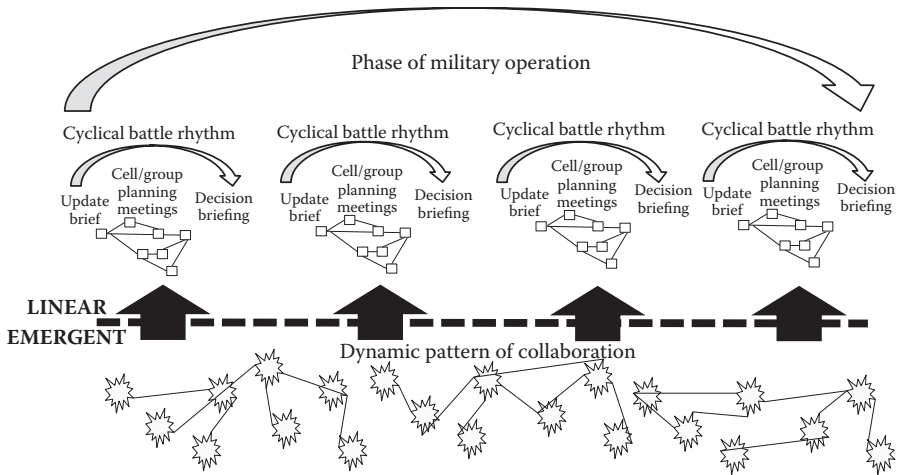 Phase of military operation
Cyclical battle rhythm
Cell/group
planning
meetings
Update
brief
Decision
briefing
Cyclical battle rhythm
Cell/group
planning
meetings
Update
brief
Decision
briefing
Cyclical battle rhythm
Cell/group
planning
meetings
Update
brief
Decision
briefing
Cyclical battle rhythm
Cell/group
planning
meetings
Update
brief
Decision
briefing
LINEAR
EMERGENT
Dynamic pattern of collaboration